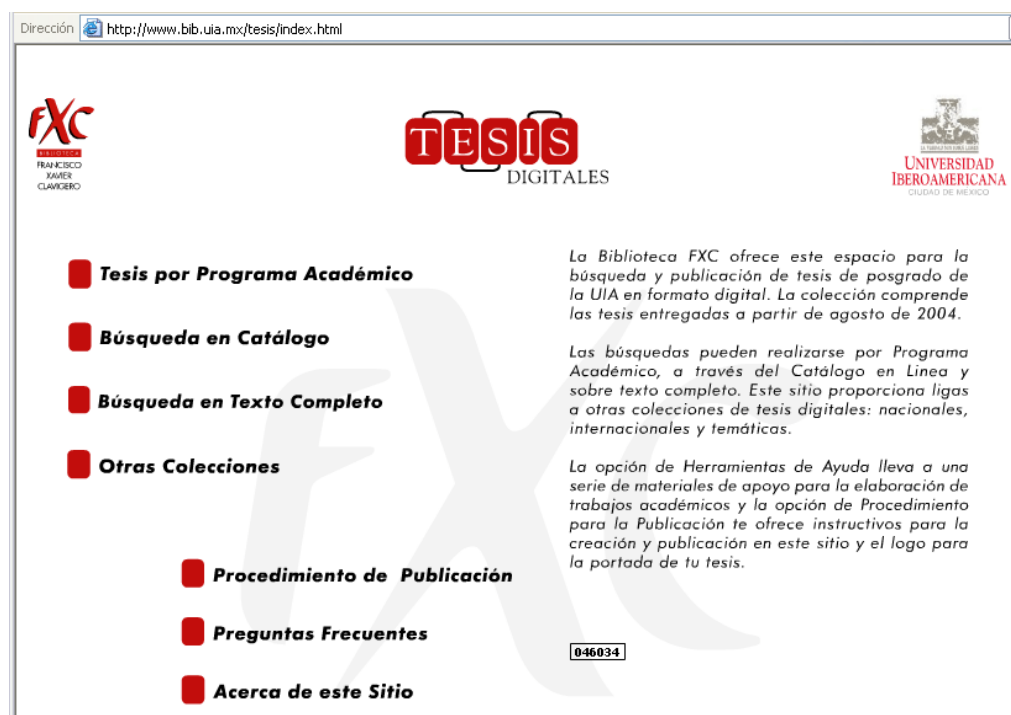 Dirección http://www.bib.uia.mx/tesis/index.html
fXC
BIBLIOTECA
FRANCISCO
XAVIER
CLAVIGERO
TESIS
DIGITALES
UNIVERSIDAD
IBEROAMERICANA
CIUDAD DE MÉXICO
Tesis por Programa Académico
Búsqueda en Catálogo
Búsqueda en Texto Completo
Otras Colecciones
Procedimiento de Publicación
Preguntas Frecuentes
Acerca de este Sitio
La Biblioteca FXC ofrece este espacio para la
búsqueda y publicación de tesis de posgrado de
la UIA en formato digital. La colección comprende
las tesis entregadas a partir de agosto de 2004.
Las búsquedas pueden realizarse por Programa
Académico, a través del Catálogo en Linea y
sobre texto completo. Este sitio proporciona ligas
a otras colecciones de tesis digitales: nacionales,
internacionales y temáticas.
La opción de Herramientas de Ayuda lleva a una
serie de materiales de apoyo para la elaboración de
trabajos académicos y la opción de Procedimiento
para la Publicación te ofrece instructivos para la
creación y publicación en este sitio y el logo para
la portada de tu tesis.
046034
fXC